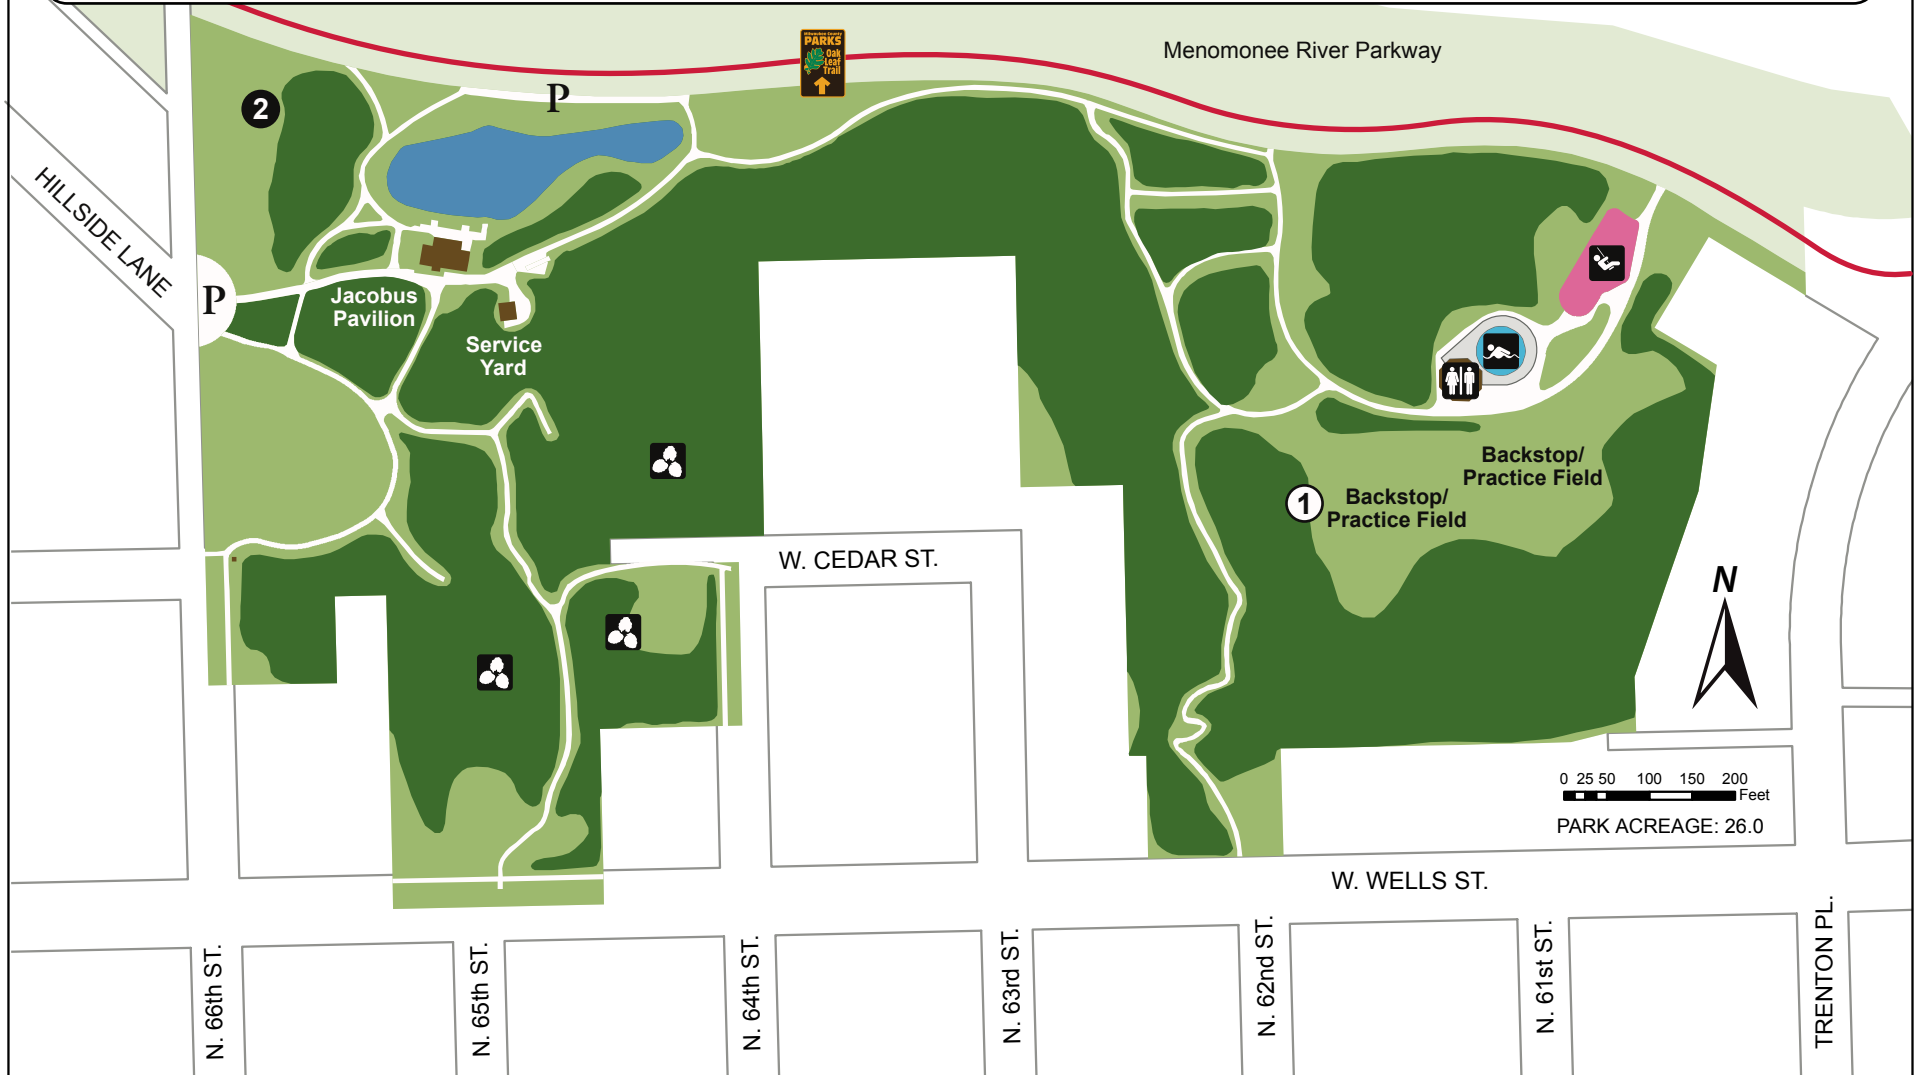 Menomonee River Parkway
Milwaukee County
PARKS
Oak
Leaf
Trail
P
2
HILLSIDE LANE
P
Jacobus
Pavilion
Service
Yard
Backstop/
Practice Field
1
Backstop/
Practice Field
W. CEDAR ST.
N
0 25 50 100 150 200
Feet
PARK ACREAGE: 26.0
W. WELLS ST.
N. 66th ST.
N. 65th ST.
N. 64th ST.
N. 63rd ST.
N. 62nd ST.
N. 61st ST.
TRENTON PL.